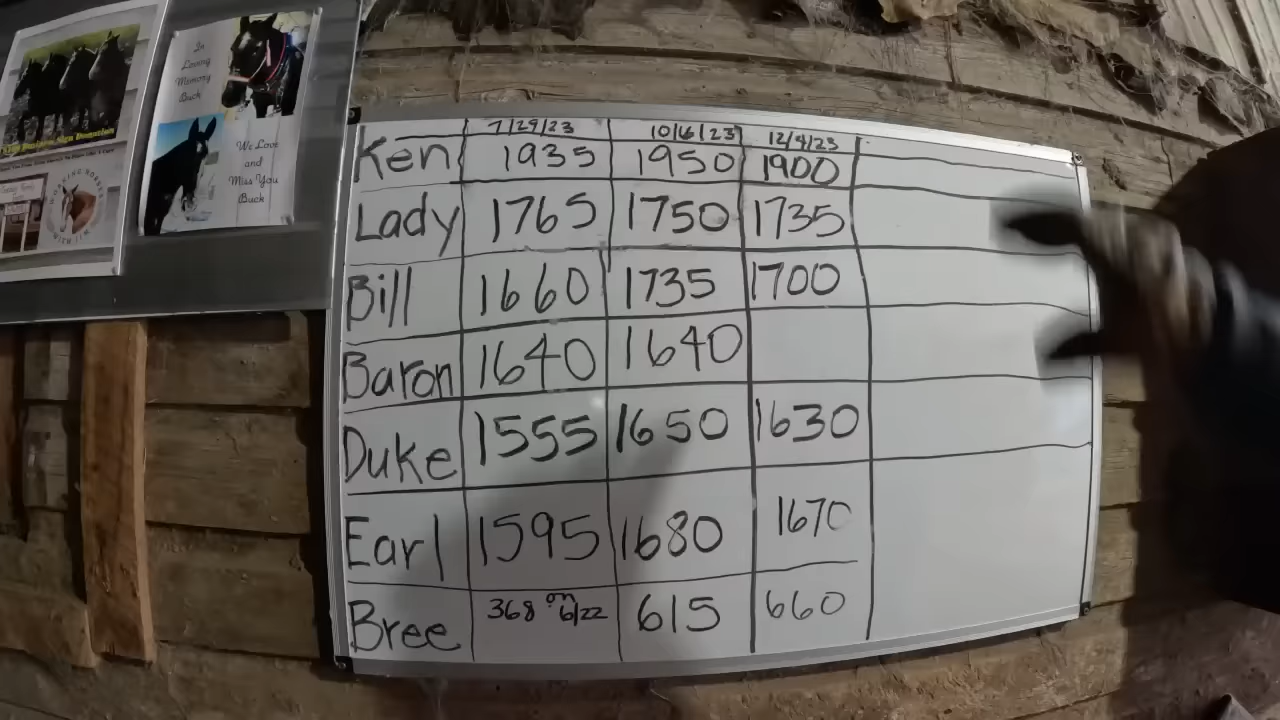 In
Loving
Memory
Buck
We Love
and
Miss You
Buck
7/29/23 10/6/23 12/4/23
Ken 1935 1950 1900
Lady 1765 1750 1735
Bill 1660 1735 1700
Baron 1640 1640
Duke 1555 1650 1630
Earl 1595 1680 1670
Bree 368 on 6/22 615 660